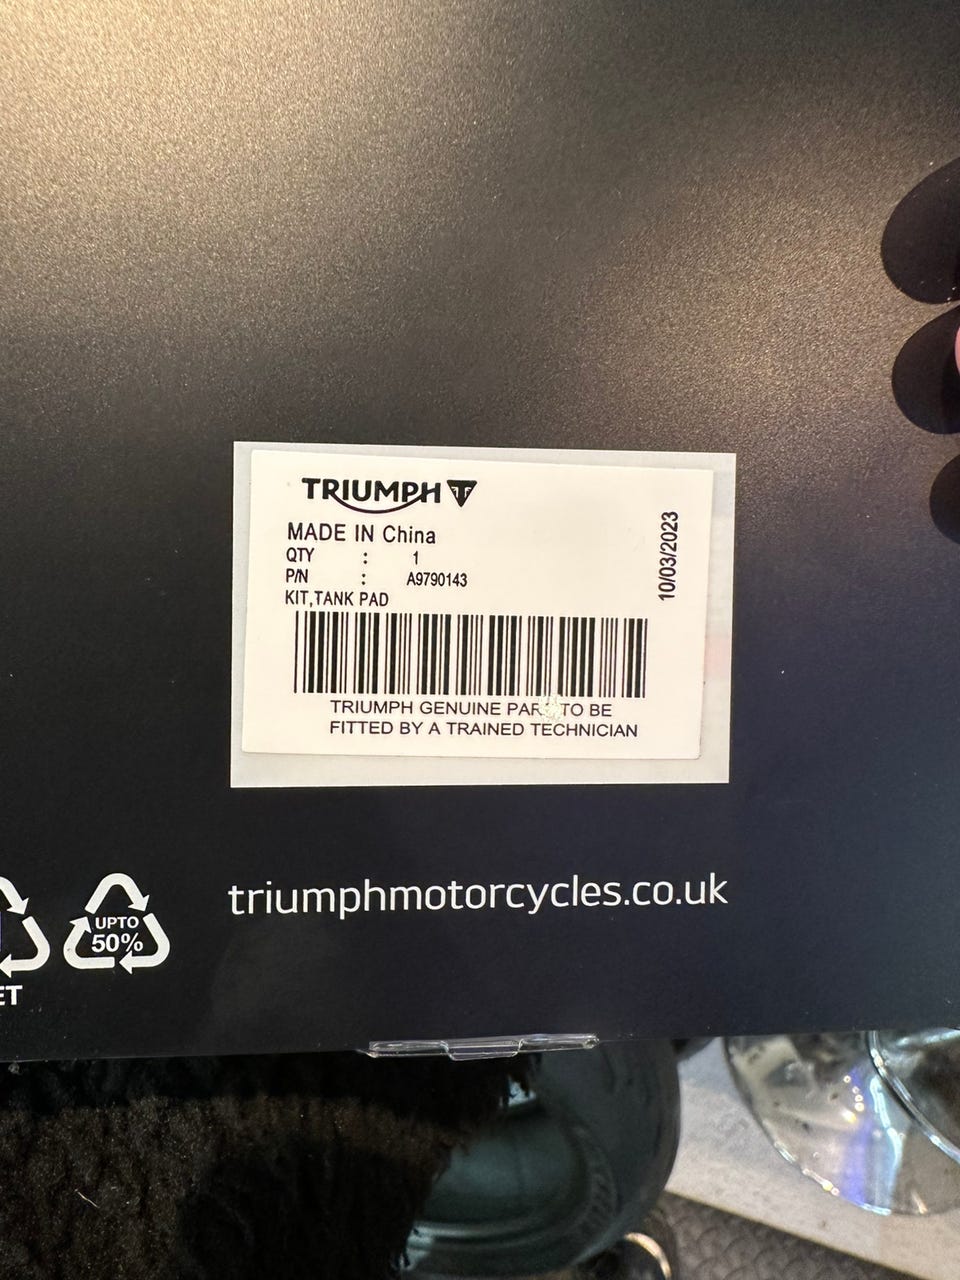 TRIUMPH
MADE IN China
QTY : 1
P/N : A9790143
KIT,TANK PAD
10/03/2023
TRIUMPH GENUINE TO BE
FITTED BY A TRAINED TECHNICIAN
triumphmotorcycles.co.uk
UPTO
50%